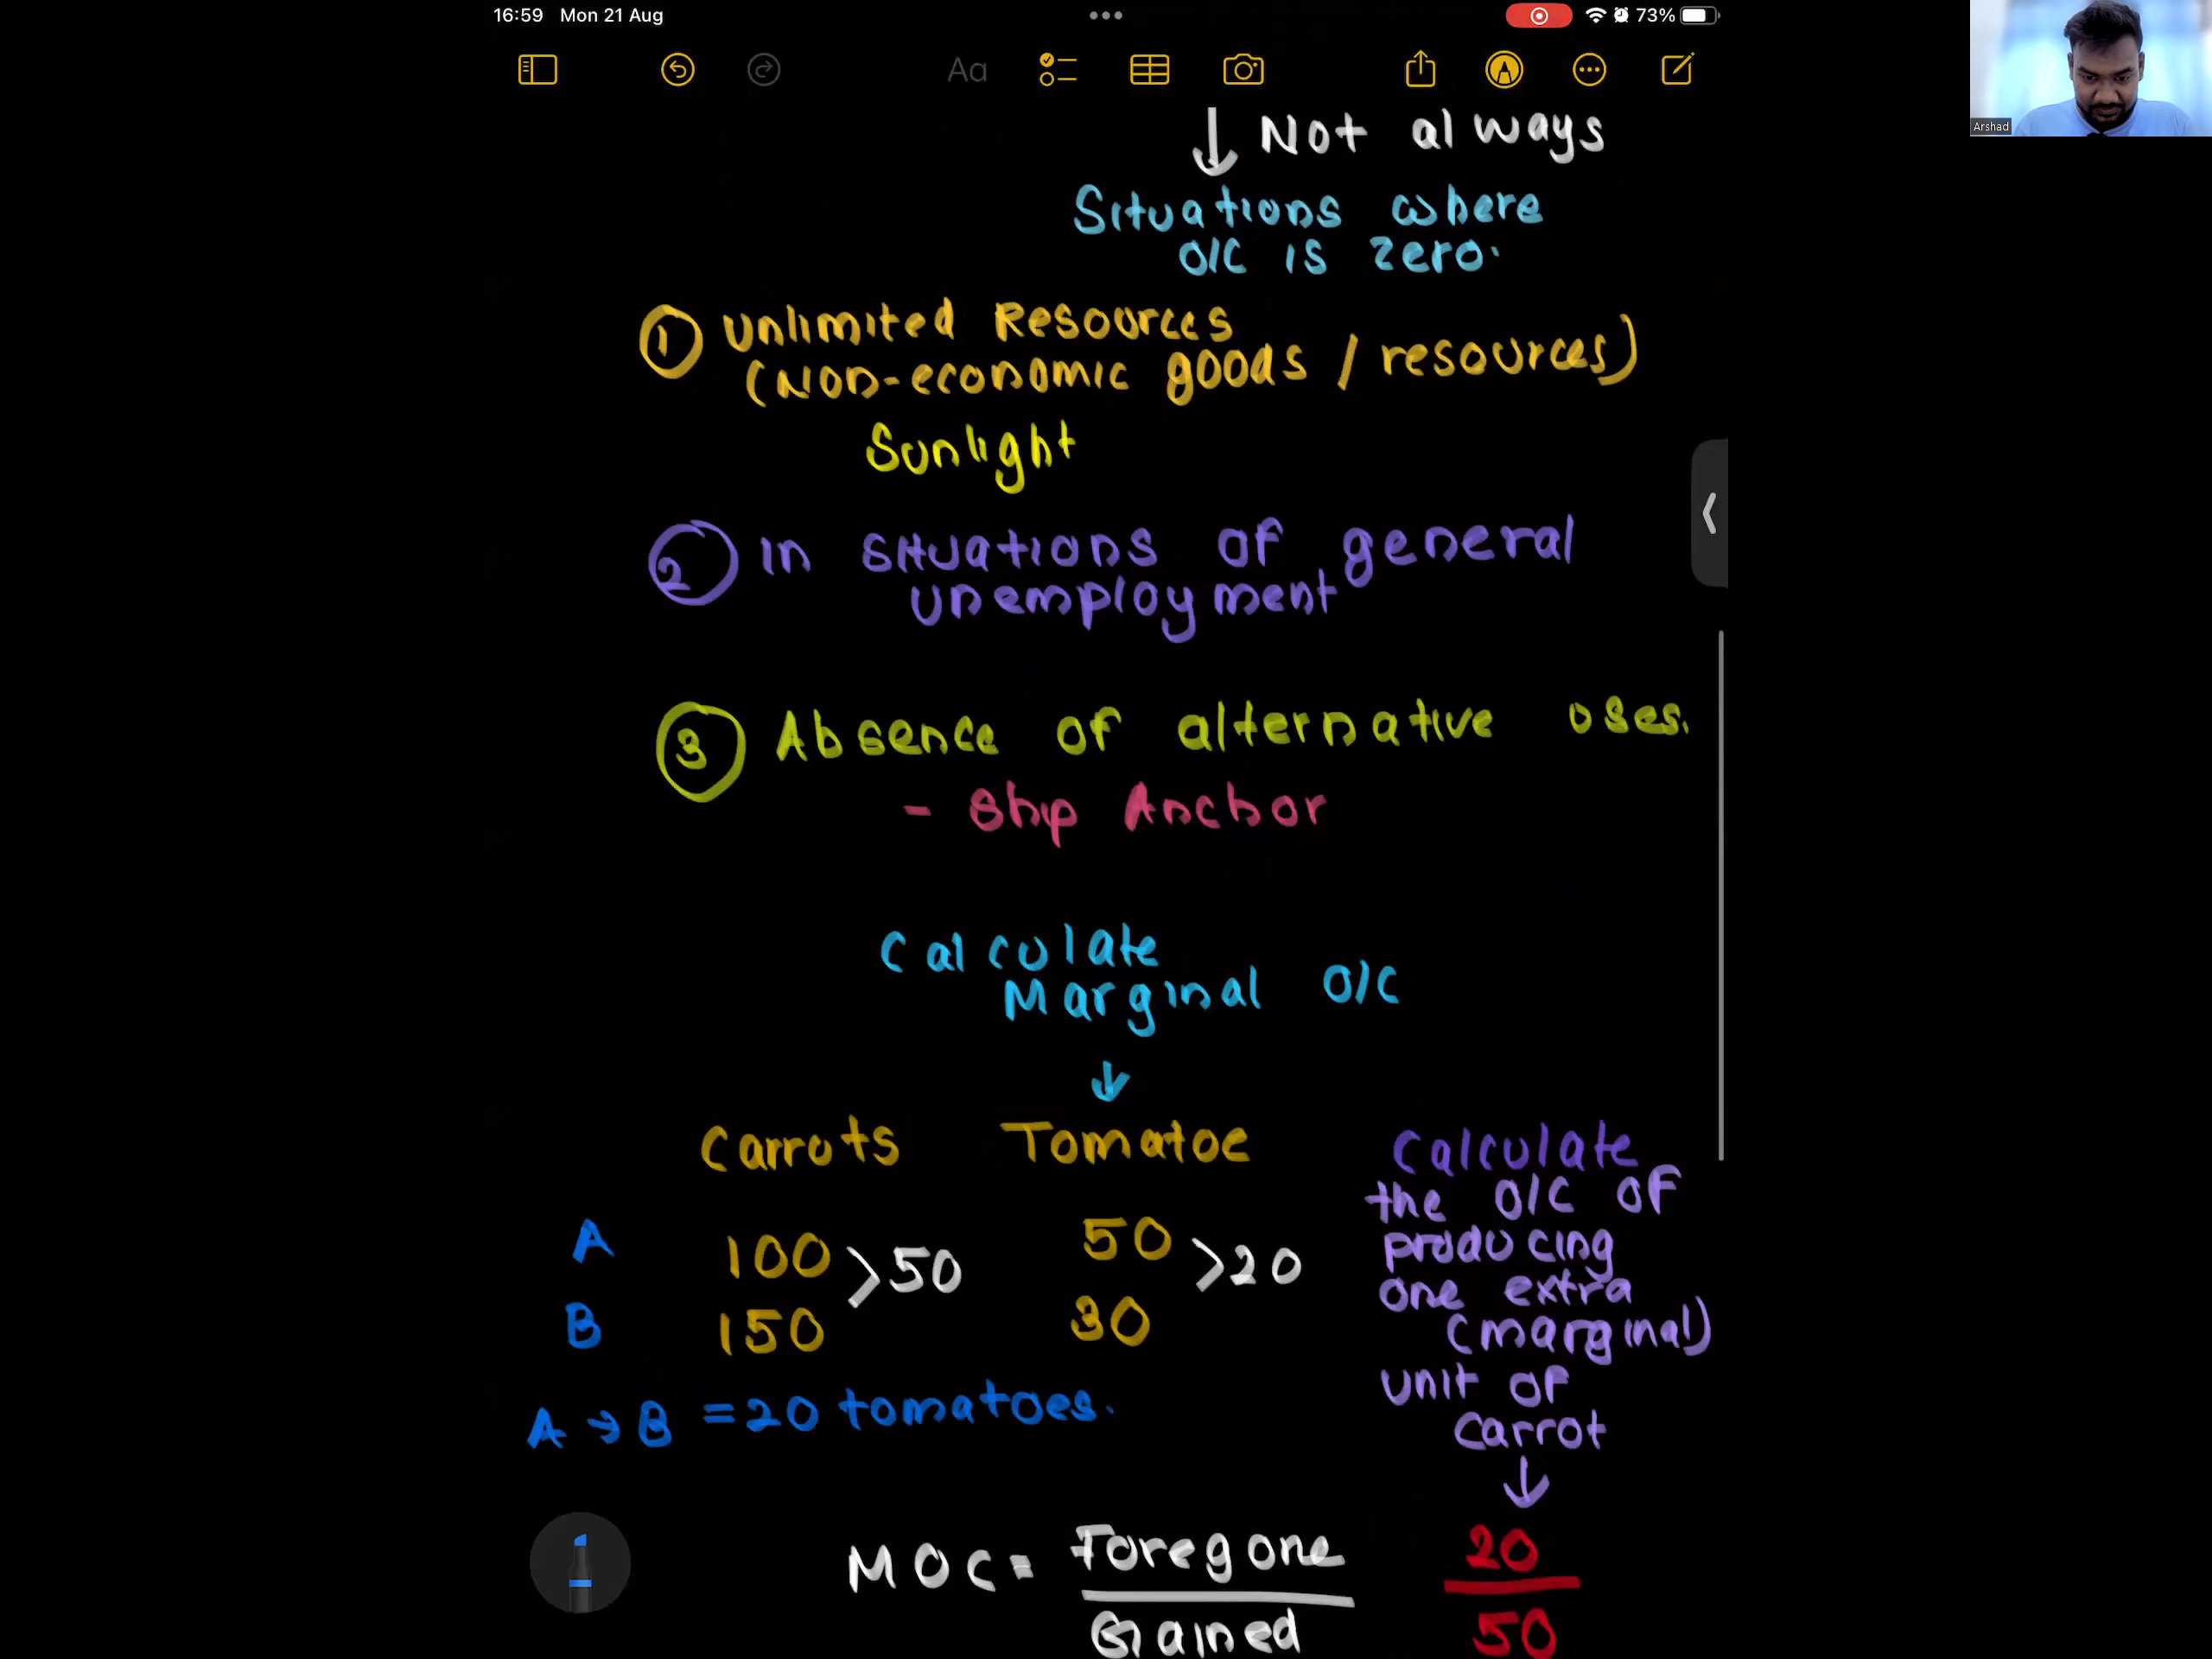 16:59 Mon 21 Aug
73%
Aa
Arshad
↓ Not always
Situations where
O/C is zero.
① Unlimited Resources
(Non-economic goods / resources)
Sunlight
② In situations of general
unemployment
③ Absence of alternative uses.
- Ship Anchor
Calculate
Marginal O/C
↓
Carrots Tomatoe
A 100 >50 50 >20
B 150 30
A → B = 20 tomatoes.
Calculate
the O/C of
producing
one extra
(marginal)
unit of
carrot
↓
MOC = Foregone
Gained
20
50